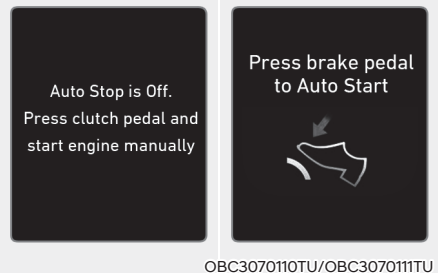 Auto Stop is Off.
Press clutch pedal and
start engine manually
Press brake pedal
to Auto Start
OBC3070110TU/OBC3070111TU